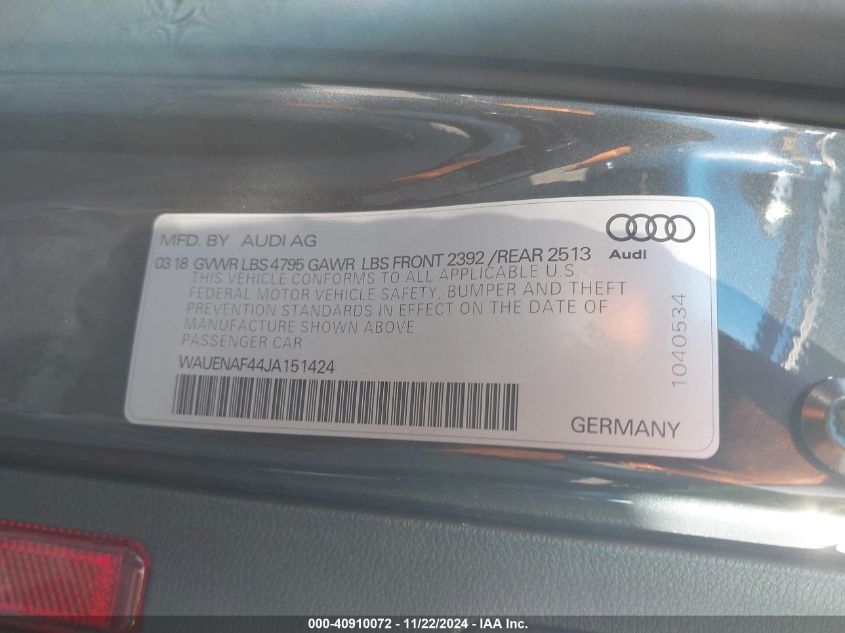 MFD. BY AUDI AG
03 18 GVWR LBS 4795 GAWR LBS FRONT 2392 /REAR 2513
Audi
THIS VEHICLE CONFORMS TO ALL APPLICABLE U.S.
FEDERAL MOTOR VEHICLE SAFETY, BUMPER AND THEFT
PREVENTION STANDARDS IN EFFECT ON THE DATE OF
MANUFACTURE SHOWN ABOVE
PASSENGER CAR
WAUENAF44JA151424
1040534
GERMANY
000-40910072 - 11/22/2024 - IAA Inc.